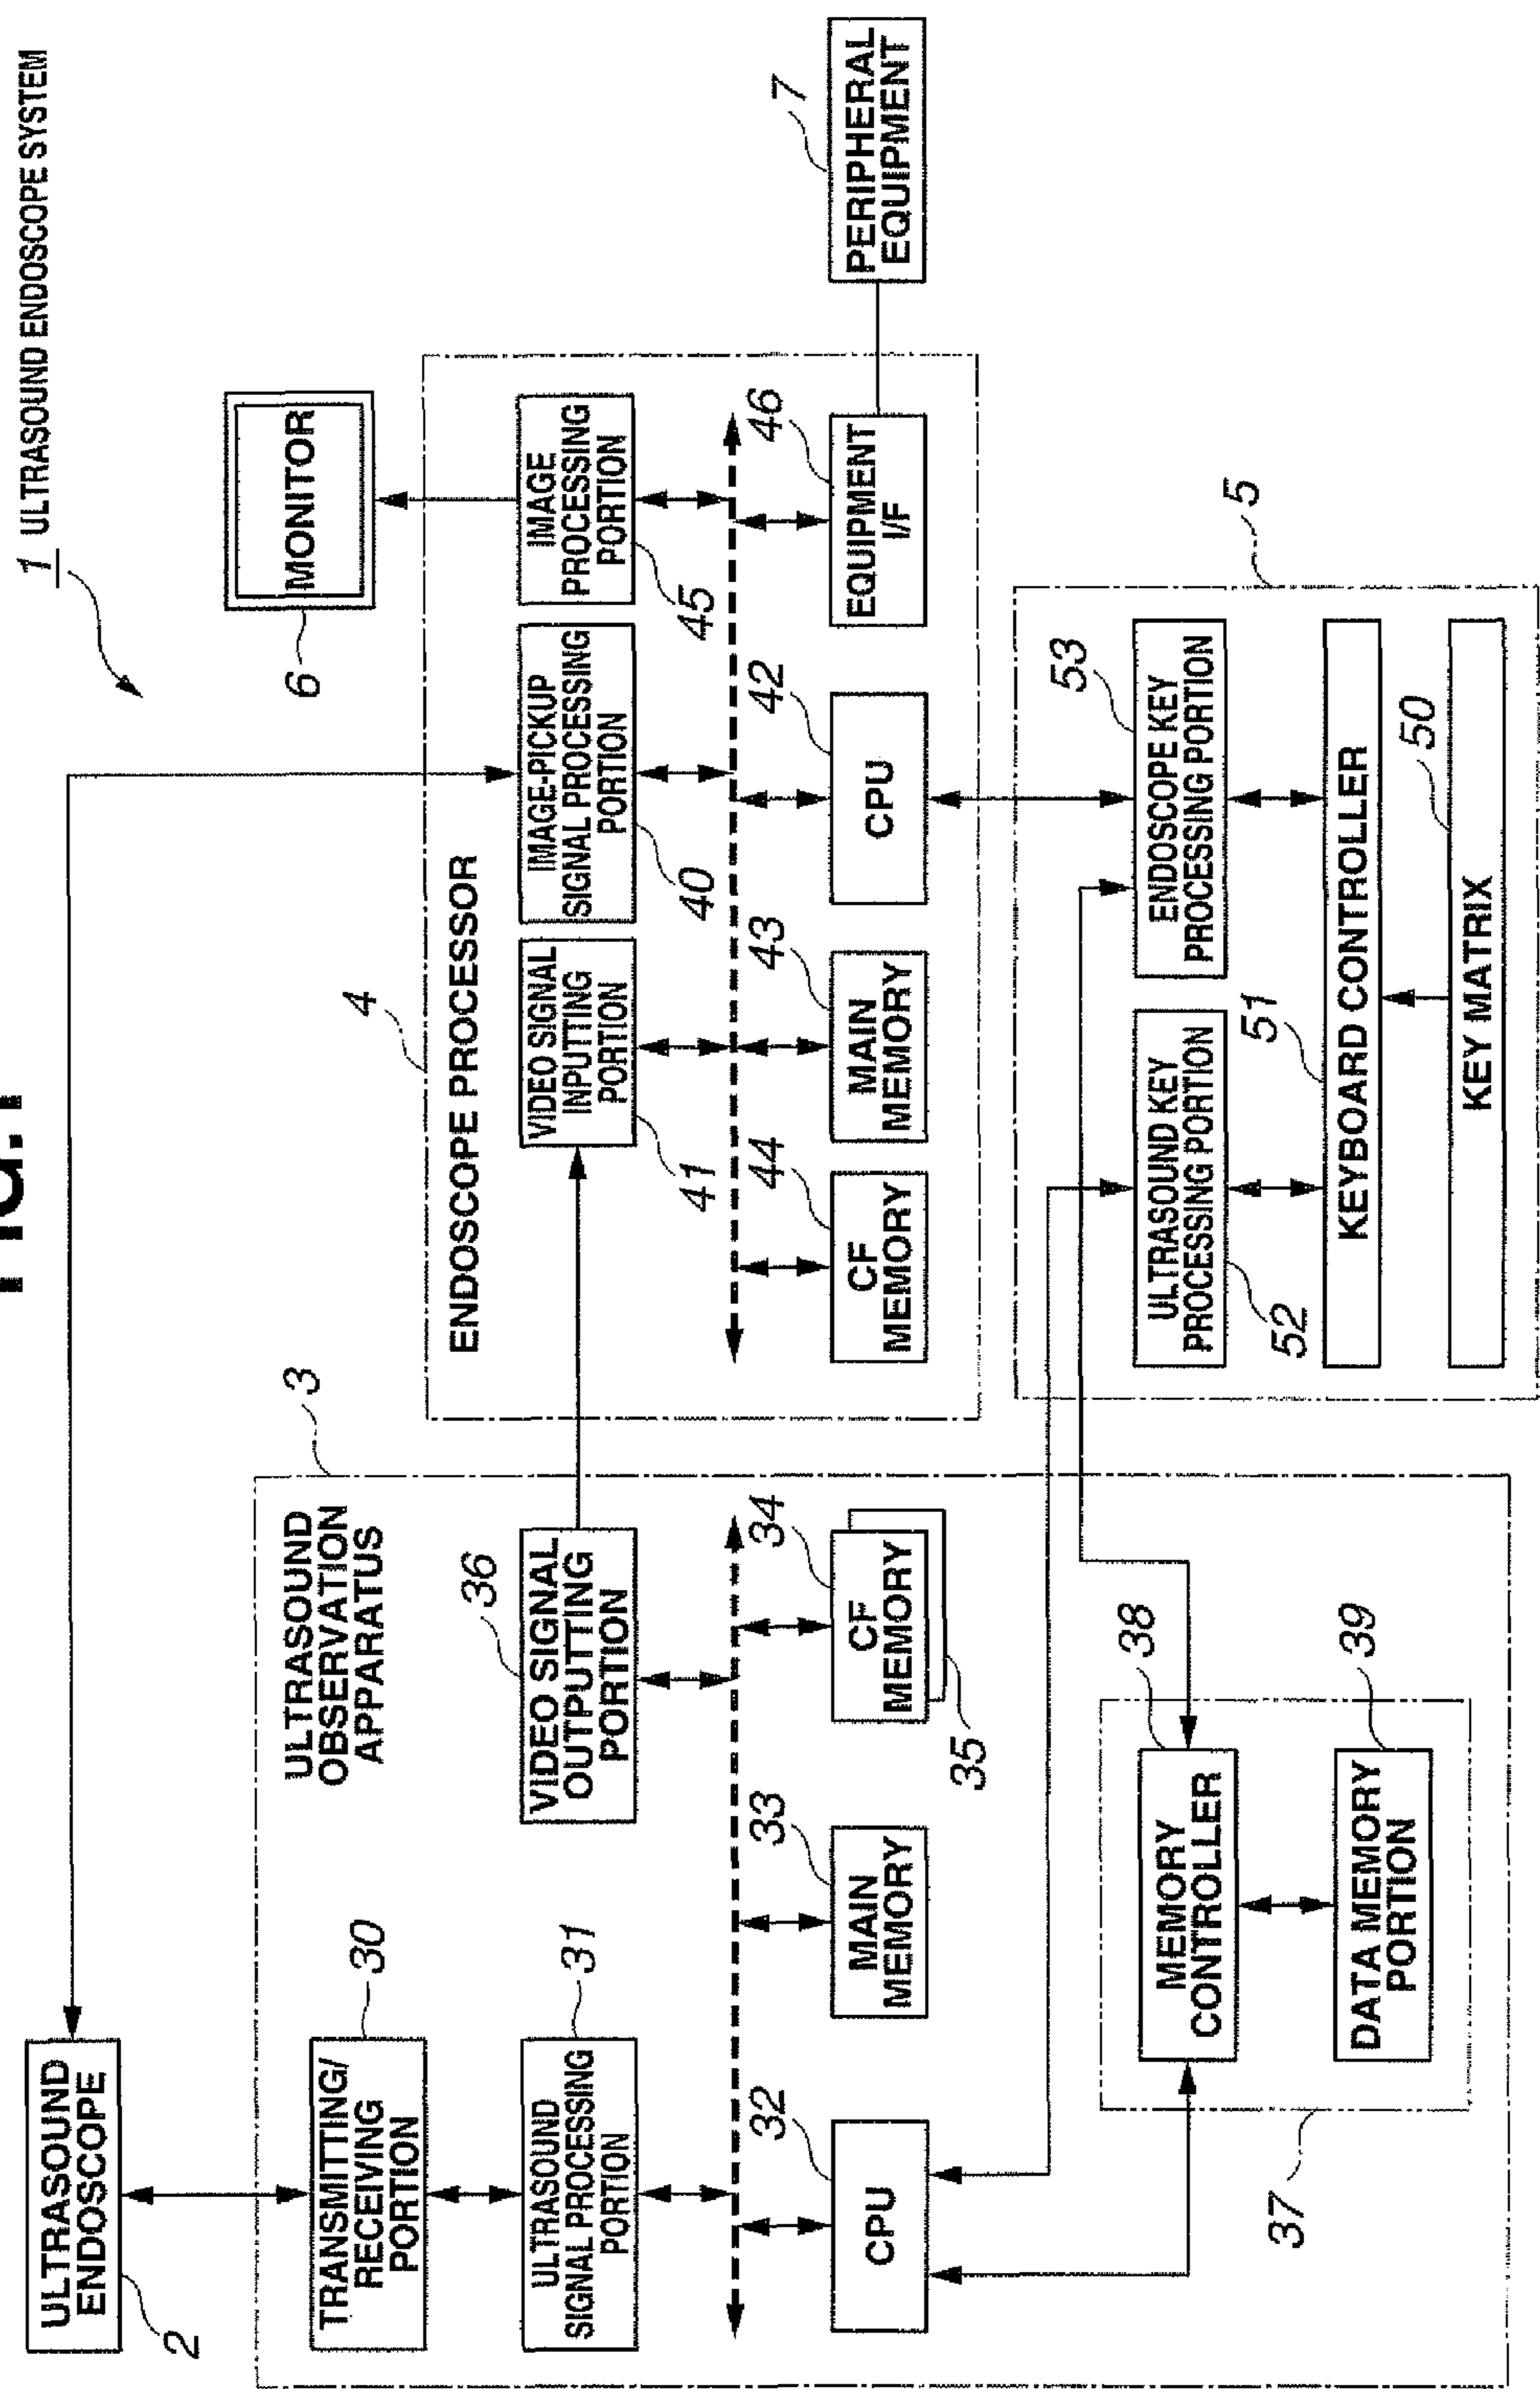 FIG.1
1 ULTRASOUND ENDOSCOPE SYSTEM
ULTRASOUND
ENDOSCOPE
2
3
ULTRASOUND
OBSERVATION
APPARATUS
TRANSMITTING/
RECEIVING
PORTION
30
ULTRASOUND
SIGNAL PROCESSING
PORTION
31
VIDEO SIGNAL
OUTPUTTING
PORTION
36
CPU
32
MAIN
MEMORY
33
CF
MEMORY
34
35
MEMORY
CONTROLLER
38
DATA MEMORY
PORTION
39
37
4
ENDOSCOPE PROCESSOR
VIDEO SIGNAL
INPUTTING
PORTION
41
IMAGE-PICKUP
SIGNAL PROCESSING
PORTION
40
IMAGE
PROCESSING
PORTION
45
MONITOR
6
CF
MEMORY
44
MAIN
MEMORY
43
CPU
42
EQUIPMENT
I/F
46
PERIPHERAL
EQUIPMENT
7
5
ULTRASOUND KEY
PROCESSING PORTION
52
ENDOSCOPE KEY
PROCESSING PORTION
53
KEYBOARD CONTROLLER
51
KEY MATRIX
50